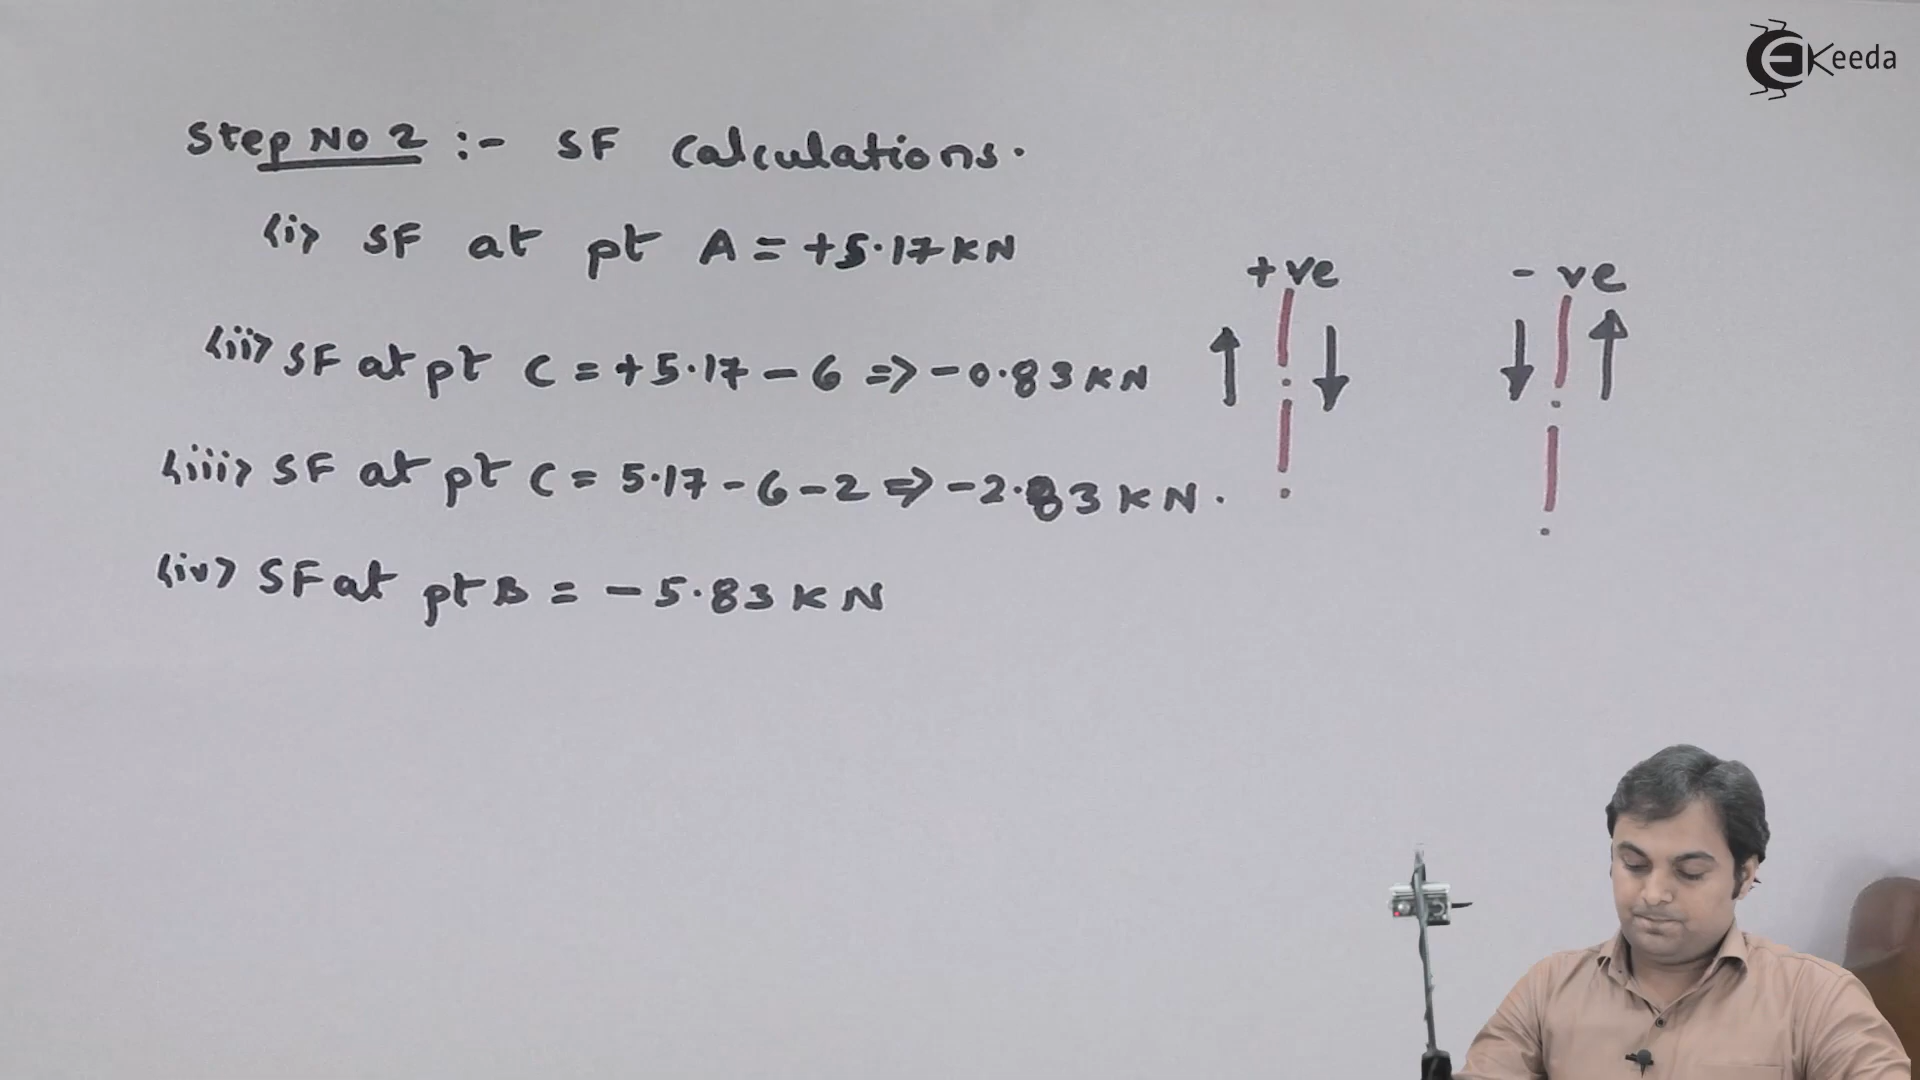 EKeeda
Step No 2 :- SF Calculations.
(i) SF at pt A = +5.17 KN
(ii) SF at pt C = +5.17 - 6 => -0.83 KN
(iii) SF at pt C = 5.17 - 6 - 2 => -2.83 KN.
(iv) SF at pt B = -5.83 KN
+ve
- ve